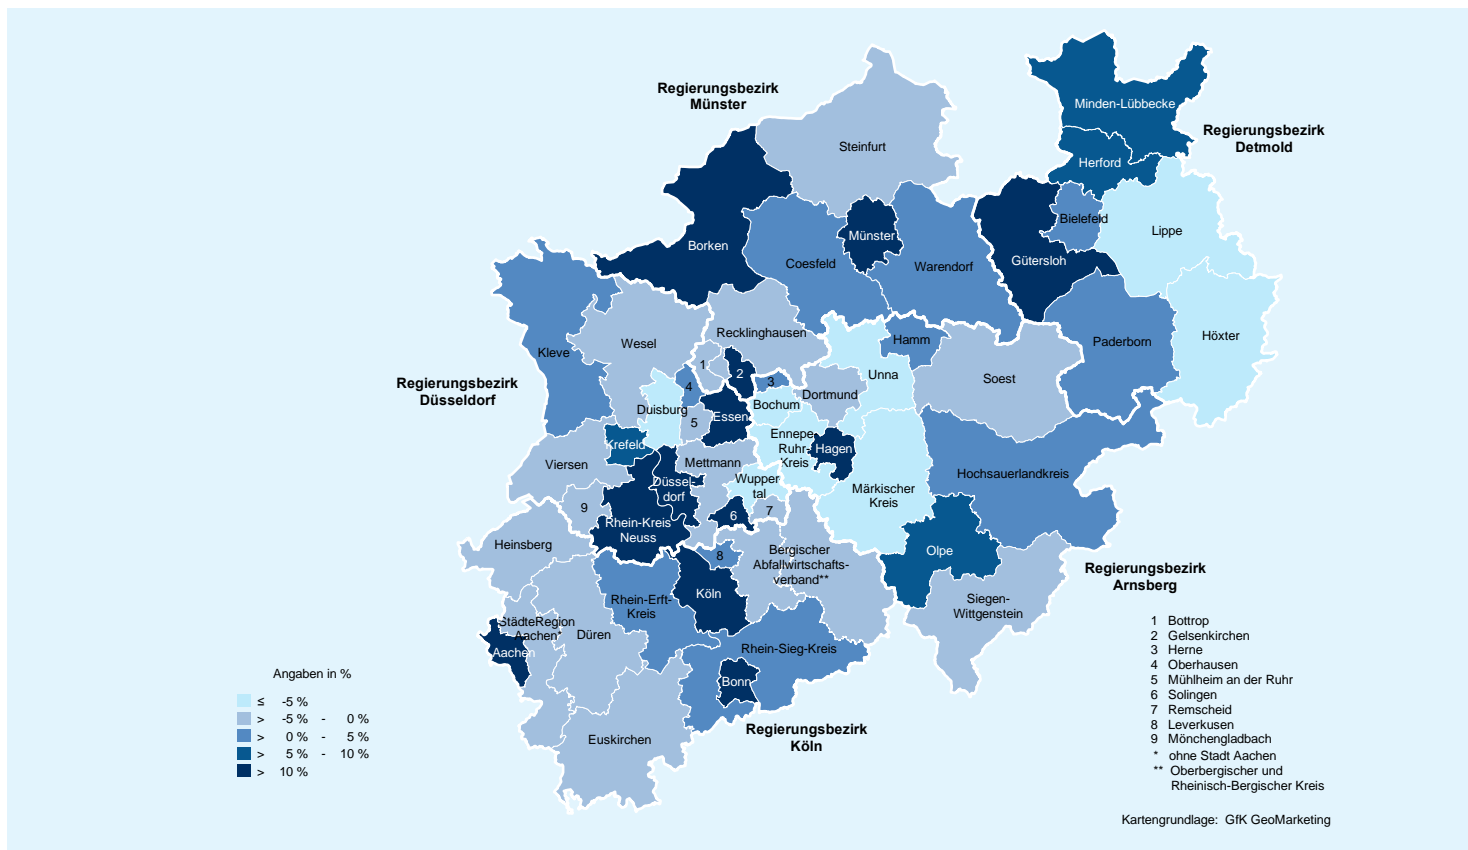 Regierungsbezirk
Münster
Minden-Lübbecke
Regierungsbezirk
Detmold
Steinfurt
Herford
Bielefeld
Lippe
Münster
Borken
Coesfeld
Warendorf
Gütersloh
Recklinghausen
Hamm
Höxter
Wesel
Paderborn
Kleve
1
2
3
4
Unna
Soest
Regierungsbezirk
Düsseldorf
Dortmund
Bochum
Duisburg
Essen
5
Krefeld
Ennepe-
Ruhr-
Kreis
Hagen
Viersen
Mettmann
Hochsauerlandkreis
Wupper-
tal
Düssel-
dorf
Märkischer
Kreis
9
6
7
Rhein-Kreis
Neuss
Heinsberg
8
Bergischer
Abfallwirtschafts-
verband**
Olpe
Regierungsbezirk
Arnsberg
Köln
Rhein-Erft-
Kreis
Siegen-
Wittgenstein
StädteRegion
Aachen*
Düren
Aachen
Rhein-Sieg-Kreis
Bonn
Regierungsbezirk
Köln
Euskirchen
1 Bottrop
2 Gelsenkirchen
3 Herne
4 Oberhausen
5 Mühlheim an der Ruhr
6 Solingen
7 Remscheid
8 Leverkusen
9 Mönchengladbach
* ohne Stadt Aachen
** Oberbergischer und
Rheinisch-Bergischer Kreis
Angaben in %
≤ -5 %
> -5 % - 0 %
> 0 % - 5 %
> 5 % - 10 %
> 10 %
Kartengrundlage: GfK GeoMarketing